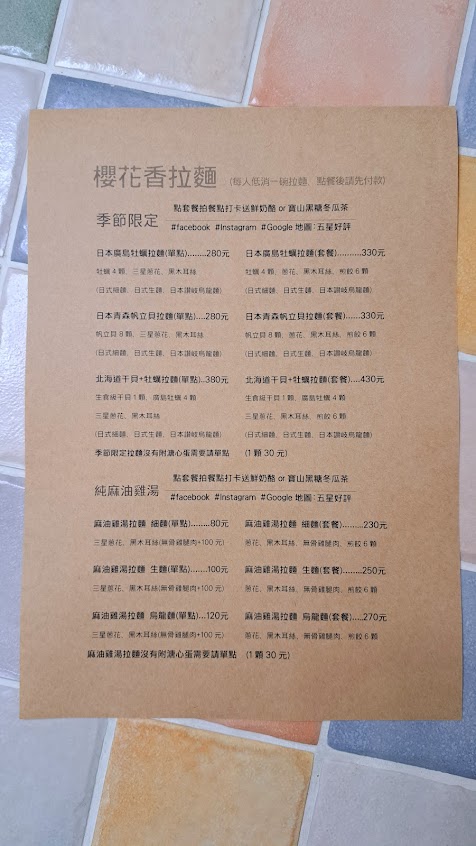 櫻花香拉麵 (每人低消一碗拉麵、點餐後請先付款)
季節限定 點套餐拍餐點打卡送鮮奶酪 or 寶山黑糖冬瓜茶
#facebook #Instagram #Google 地圖:五星好評
日本廣島牡蠣拉麵(單點)........280元 日本廣島牡蠣拉麵(套餐).........330元
牡蠣 4 顆、三星蔥花、黑木耳絲 牡蠣 4 顆、蔥花、黑木耳絲、煎餃 6 顆
(日式細麵、日式生麵、日本讚岐烏龍麵) (日式細麵、日式生麵、日本讚岐烏龍麵)
日本青森帆立貝拉麵(單點)....280元 日本青森帆立貝拉麵(套餐).....330元
帆立貝 8 顆、三星蔥花、黑木耳絲 帆立貝 8 顆、蔥花、黑木耳絲、煎餃 6 顆
(日式細麵、日式生麵、日本讚岐烏龍麵) (日式細麵、日式生麵、日本讚岐烏龍麵)
北海道干貝+牡蠣拉麵(單點)..380元 北海道干貝+牡蠣拉麵(套餐)....430元
生食級干貝 1 顆、廣島牡蠣 4 顆 生食級干貝 1 顆、廣島牡蠣 4 顆
三星蔥花、黑木耳絲 三星蔥花、黑木耳絲、煎餃 6 顆
(日式細麵、日式生麵、日本讚岐烏龍麵) (日式細麵、日式生麵、日本讚岐烏龍麵)
季節限定拉麵沒有附溏心蛋需要請單點 (1 顆 30 元)
純麻油雞湯 點套餐拍餐點打卡送鮮奶酪 or 寶山黑糖冬瓜茶
#facebook #Instagram #Google 地圖:五星好評
麻油雞湯拉麵 細麵(單點)........80元 麻油雞湯拉麵 細麵(套餐).........230元
三星蔥花、黑木耳絲(無骨雞腿肉+100 元) 蔥花、黑木耳絲、無骨雞腿肉、煎餃 6 顆
麻油雞湯拉麵 生麵(單點)......100元 麻油雞湯拉麵 生麵(套餐)........250元
三星蔥花、黑木耳絲(無骨雞腿肉+100 元) 蔥花、黑木耳絲、無骨雞腿肉、煎餃 6 顆
麻油雞湯拉麵 烏龍麵(單點)...120元 麻油雞湯拉麵 烏龍麵(套餐).....270元
三星蔥花、黑木耳絲(無骨雞腿肉+100 元) 蔥花、黑木耳絲、無骨雞腿肉、煎餃 6 顆
麻油雞湯拉麵沒有附溏心蛋需要請單點 (1 顆 30 元)